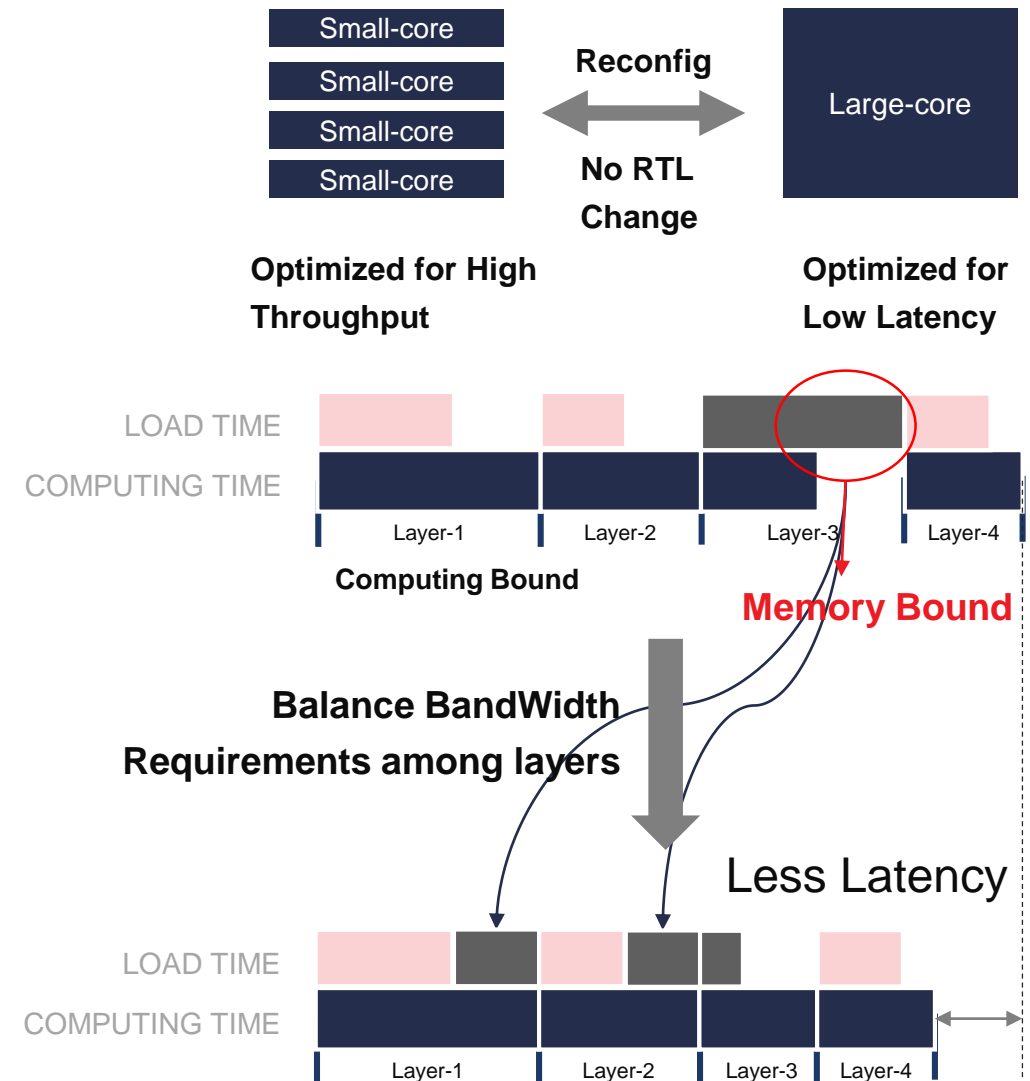 Small-core
Small-core
Small-core
Small-core
Reconfig
No RTL
Change
Large-core
Optimized for High
Throughput
Optimized for
Low Latency
LOAD TIME
COMPUTING TIME
Layer-1
Layer-2
Layer-3
Layer-4
Computing Bound
Memory Bound
Balance BandWidth
Requirements among layers
Less Latency
LOAD TIME
COMPUTING TIME
Layer-1
Layer-2
Layer-3
Layer-4